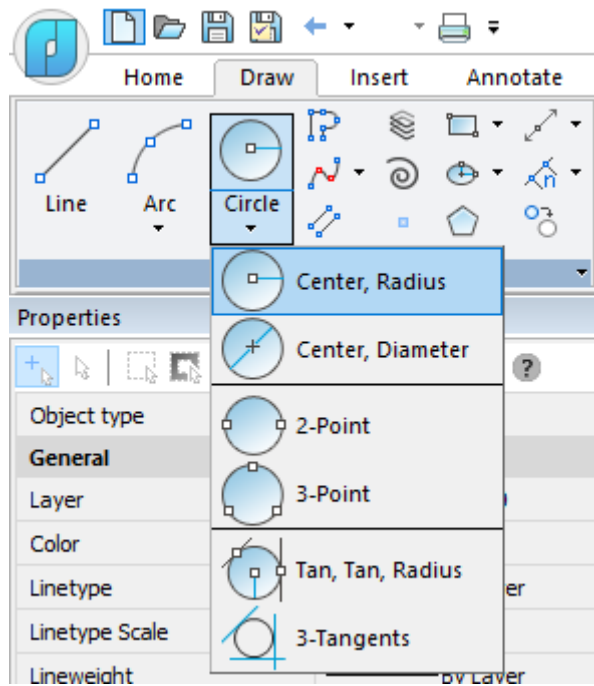 Home Draw Insert Annotate
Line Arc Circle
n
Center, Radius
Properties
Center, Diameter
?
Object type
2-Point
General
Layer
3-Point
Color
Linetype
Tan, Tan, Radius
er
Linetype Scale
3-Tangents
Lineweight
By Layer